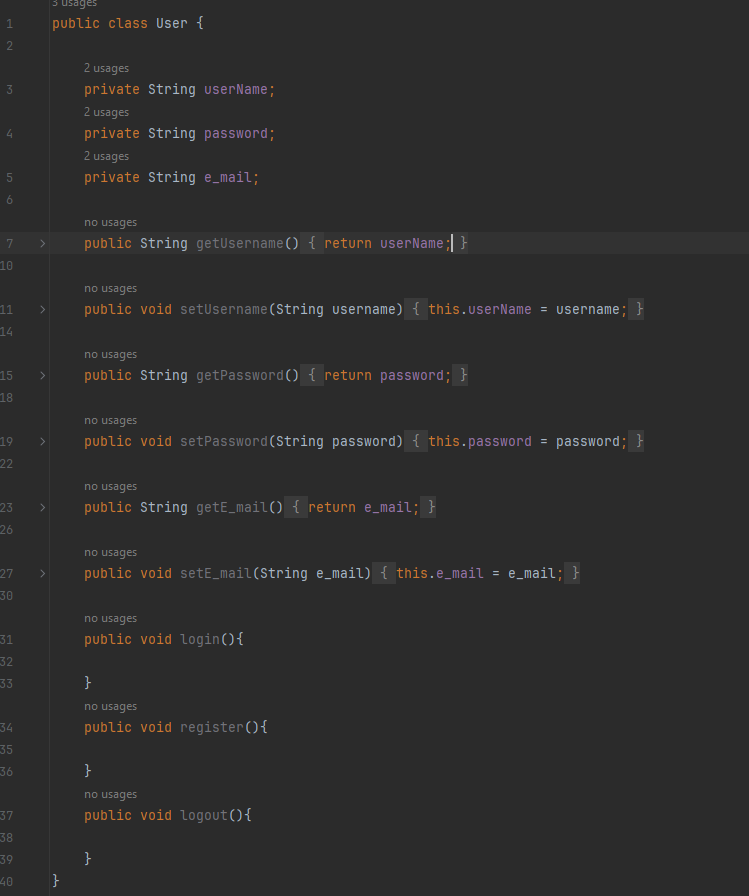 3 usages
1 public class User {
2
2 usages
3 private String userName;
2 usages
4 private String password;
2 usages
5 private String e_mail;
6
no usages
7 public String getUsername() { return userName; }
10
no usages
11 public void setUsername(String username) { this.userName = username; }
14
no usages
15 public String getPassword() { return password; }
18
no usages
19 public void setPassword(String password) { this.password = password; }
22
no usages
23 public String getE_mail() { return e_mail; }
26
no usages
27 public void setE_mail(String e_mail) { this.e_mail = e_mail; }
30
no usages
31 public void login(){
32
33 }
no usages
34 public void register(){
35
36 }
no usages
37 public void logout(){
38
39 }
40 }